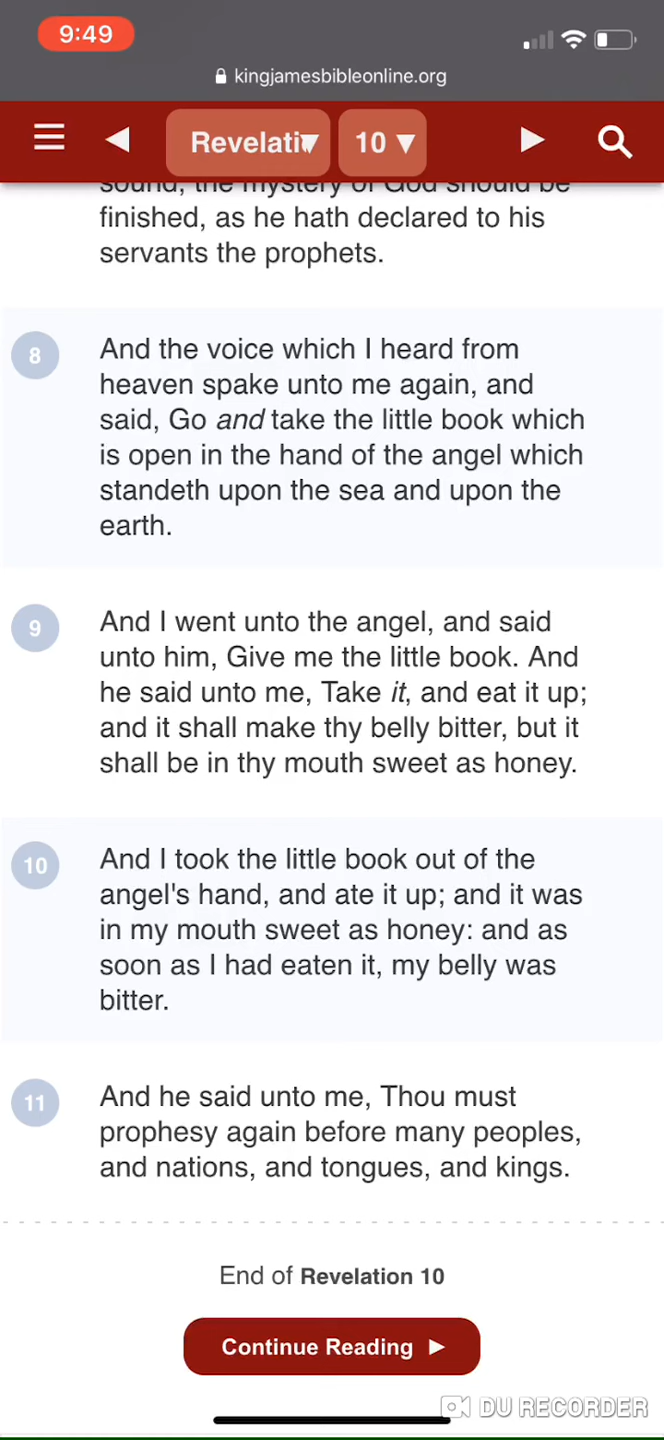 9:49
kingjamesbibleonline.org
Revelati
10
sound, the mystery of God should be
finished, as he hath declared to his
servants the prophets.
8
And the voice which I heard from
heaven spake unto me again, and
said, Go and take the little book which
is open in the hand of the angel which
standeth upon the sea and upon the
earth.
9
And I went unto the angel, and said
unto him, Give me the little book. And
he said unto me, Take it, and eat it up;
and it shall make thy belly bitter, but it
shall be in thy mouth sweet as honey.
10
And I took the little book out of the
angel's hand, and ate it up; and it was
in my mouth sweet as honey: and as
soon as I had eaten it, my belly was
bitter.
11
And he said unto me, Thou must
prophesy again before many peoples,
and nations, and tongues, and kings.
End of Revelation 10
Continue Reading
DU RECORDER